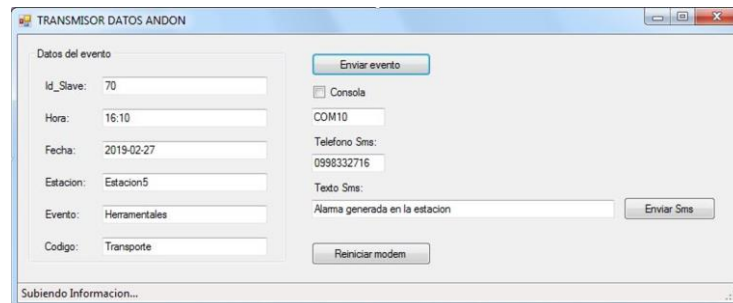 TRANSMISOR DATOS ANDON
Datos del evento
Id_Slave: 70
Hora: 16:10
Fecha: 2019-02-27
Estacion: Estacion5
Evento: Herramentales
Codigo: Transporte
Enviar evento
Consola
COM10
Telefono Sms:
0998332716
Texto Sms:
Alarma generada en la estacion
Enviar Sms
Reiniciar modem
Subiendo Informacion...